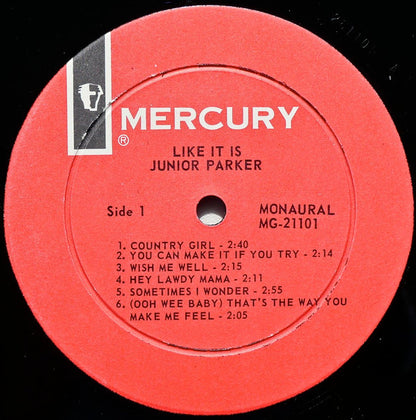 MERCURY
®
LIKE IT IS
JUNIOR PARKER
Side 1
MONAURAL
MG-21101
1. COUNTRY GIRL - 2:40
2. YOU CAN MAKE IT IF YOU TRY - 2:14
3. WISH ME WELL - 2:15
4. HEY LAWDY MAMA - 2:11
5. SOMETIMES I WONDER - 2:55
6. (OOH WEE BABY) THAT'S THE WAY YOU
MAKE ME FEEL - 2:05